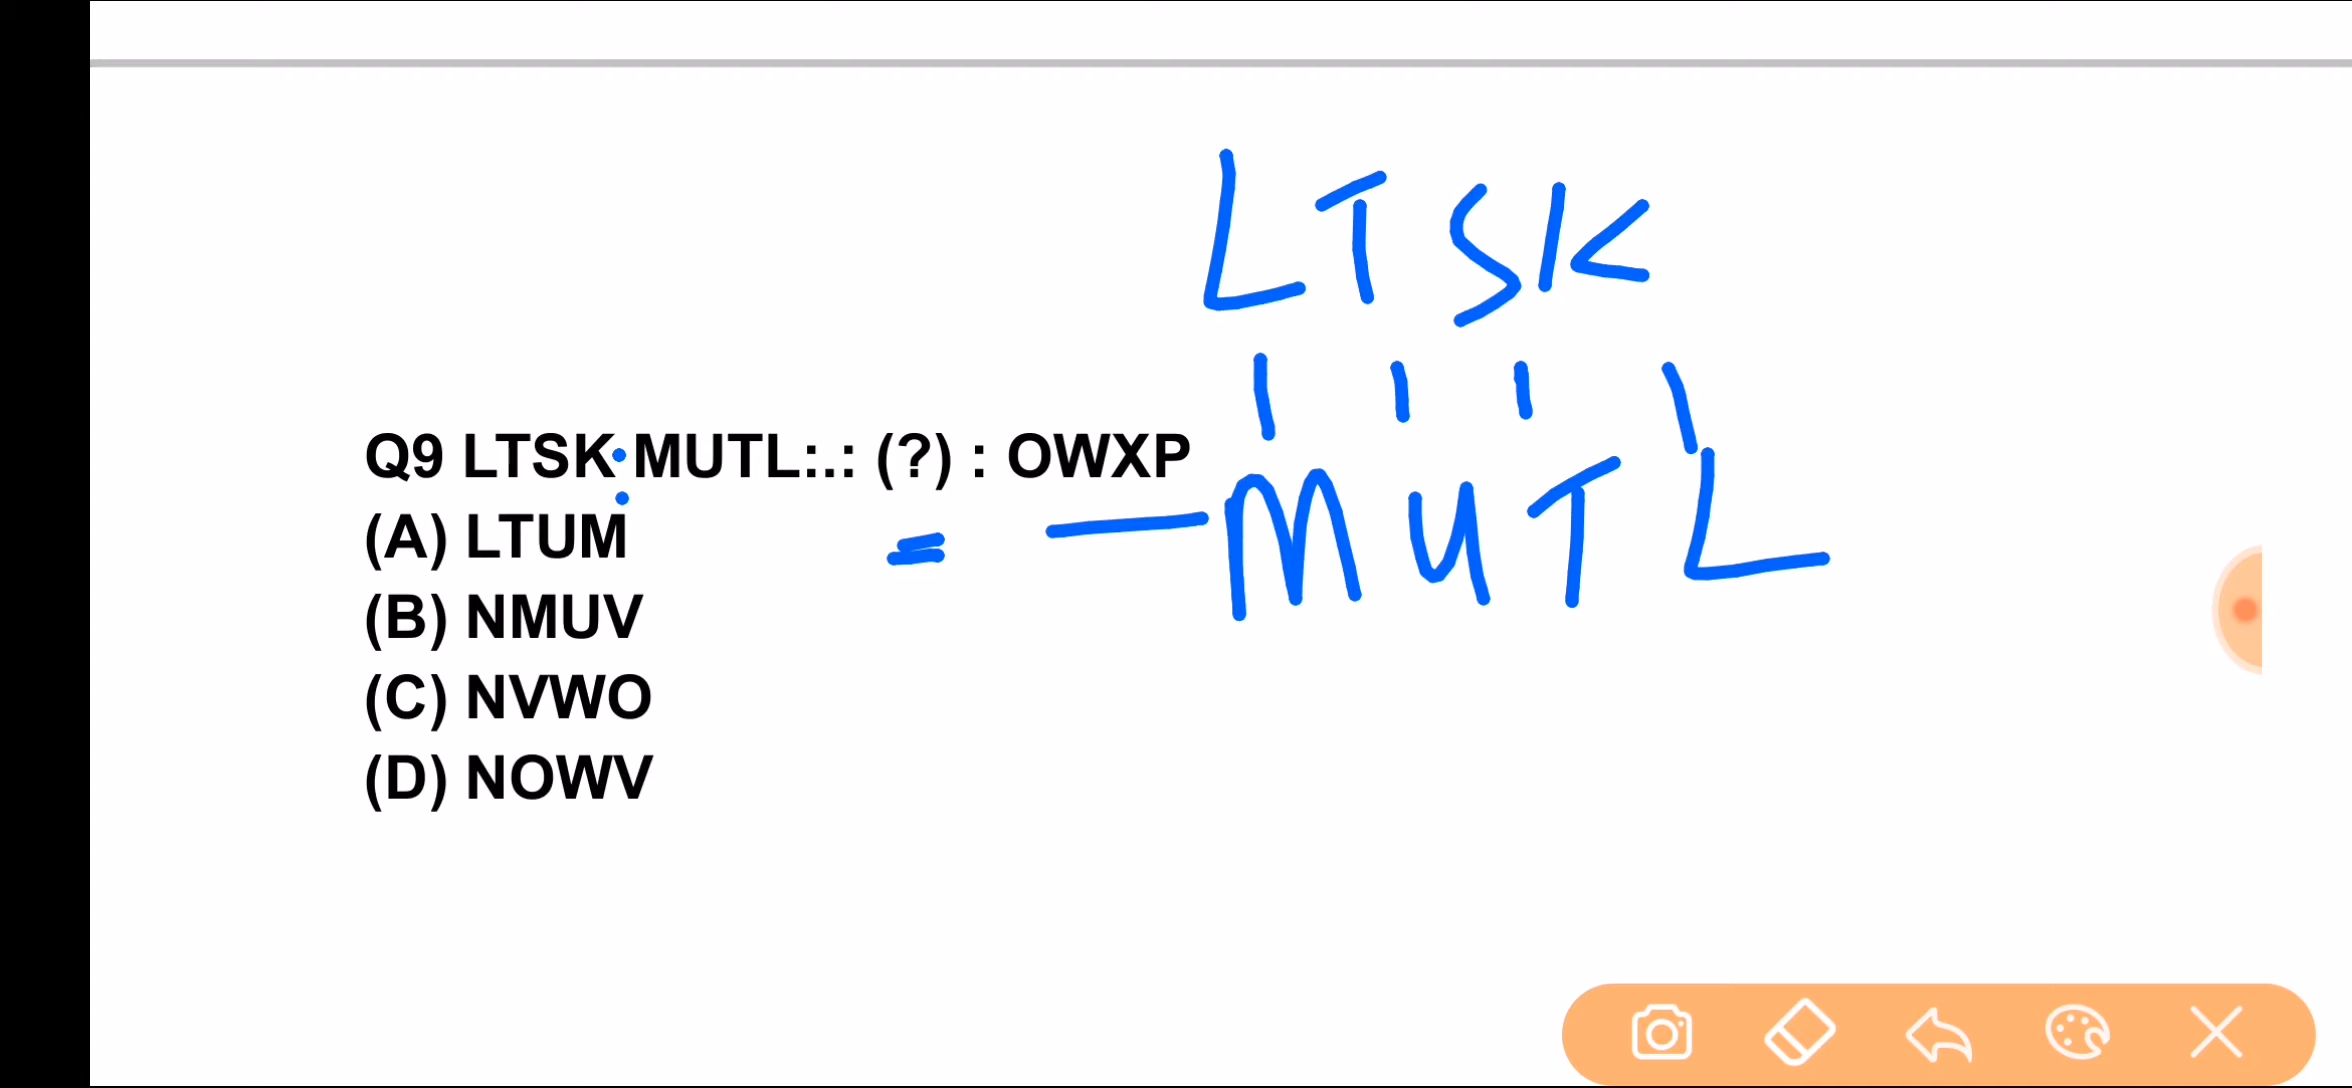 LTSK
Q9 LTSK:MUTL:.: (?) : OWXP
MUTL
(A) LTUM
(B) NMUV
(C) NVWO
(D) NOWV